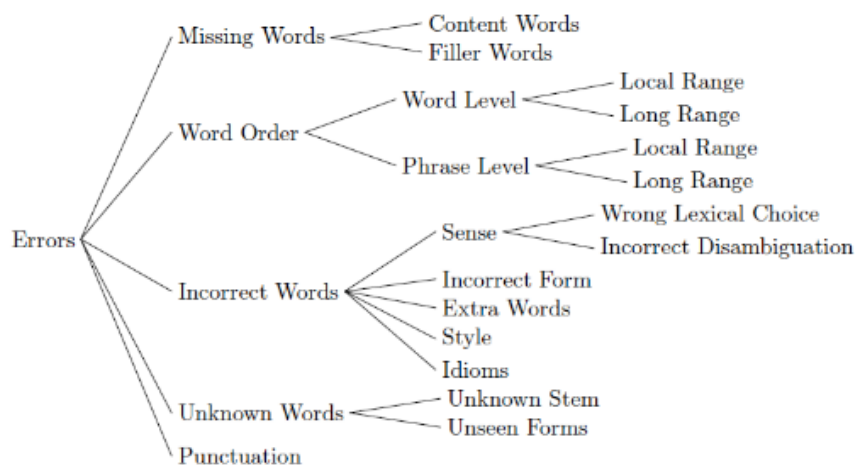 Errors
Missing Words
Content Words
Filler Words
Word Order
Word Level
Local Range
Long Range
Phrase Level
Local Range
Long Range
Incorrect Words
Sense
Wrong Lexical Choice
Incorrect Disambiguation
Incorrect Form
Extra Words
Style
Idioms
Unknown Words
Unknown Stem
Unseen Forms
Punctuation